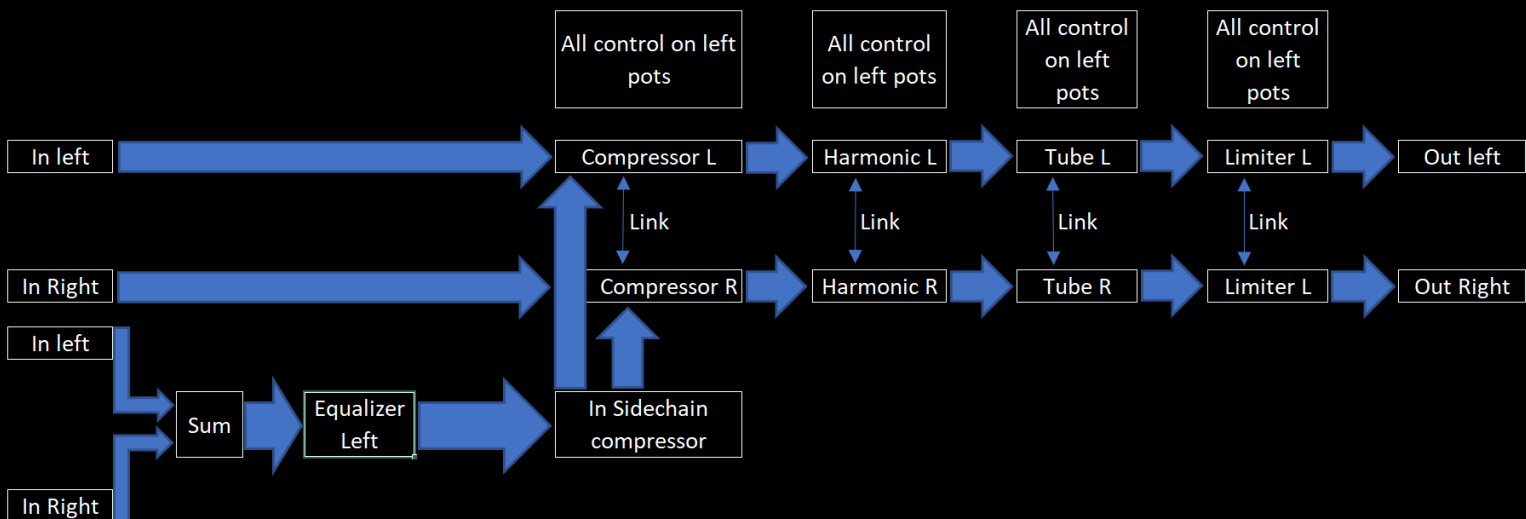 All control on left
pots
All control
on left pots
All control
on left
pots
All control
on left
pots
In left
Compressor L
Harmonic L
Tube L
Limiter L
Out left
Link
Link
Link
Link
In Right
Compressor R
Harmonic R
Tube R
Limiter L
Out Right
In left
Sum
Equalizer
Left
In Sidechain
compressor
In Right